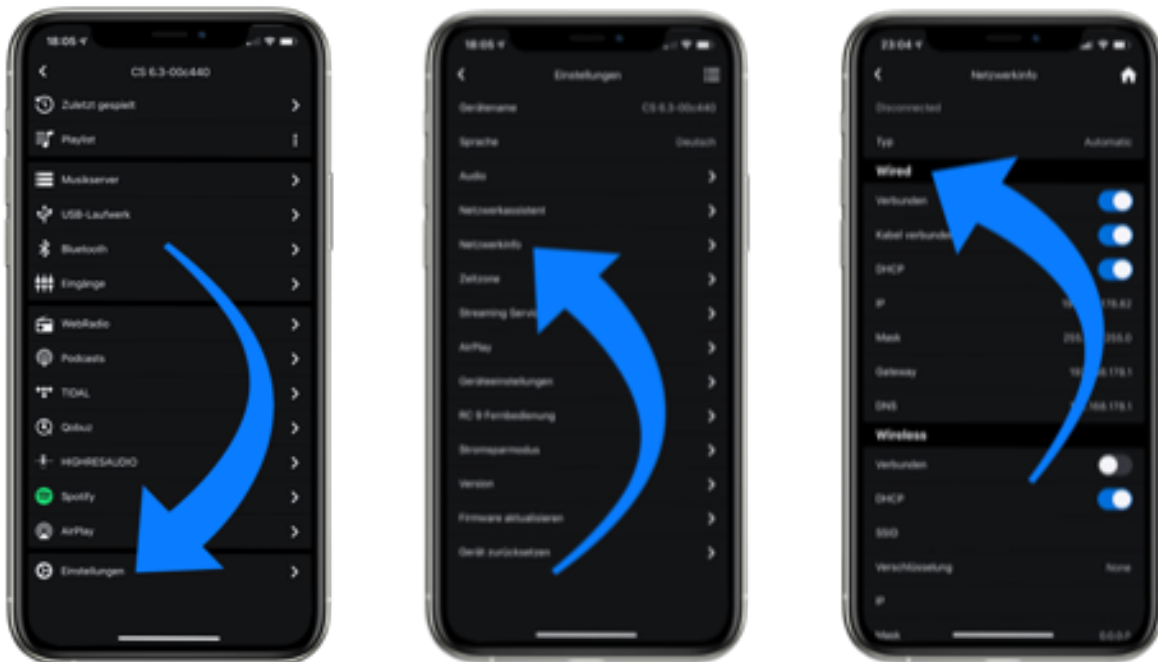 18:05
CS 6.3-00c440
Zuletzt gespielt
Playlist
Musikserver
USB-Laufwerk
Bluetooth
Eingänge
WebRadio
Podcasts
TIDAL
Qobuz
HIGHRESAUDIO
Spotify
AirPlay
Einstellungen
18:05
Einstellungen
Gerätename CS 6.3-00c440
Sprache Deutsch
Audio
Netzwerkassistent
Netzwerkinfo
Zeitzone
Streaming
AirPlay
Geräteeinstellungen
RC 9 Fernbedienung
Stromsparmodus
Version
Firmware aktualisieren
Gerät zurücksetzen
23:04
Netzwerkinfo
Disconnected
Typ Automatic
Wired
Verbunden
Kabel
DHCP
IP
Mask
Gateway
DNS
Wireless
Verbunden
DHCP
SSID
Verschlüsselung None
IP
Mask